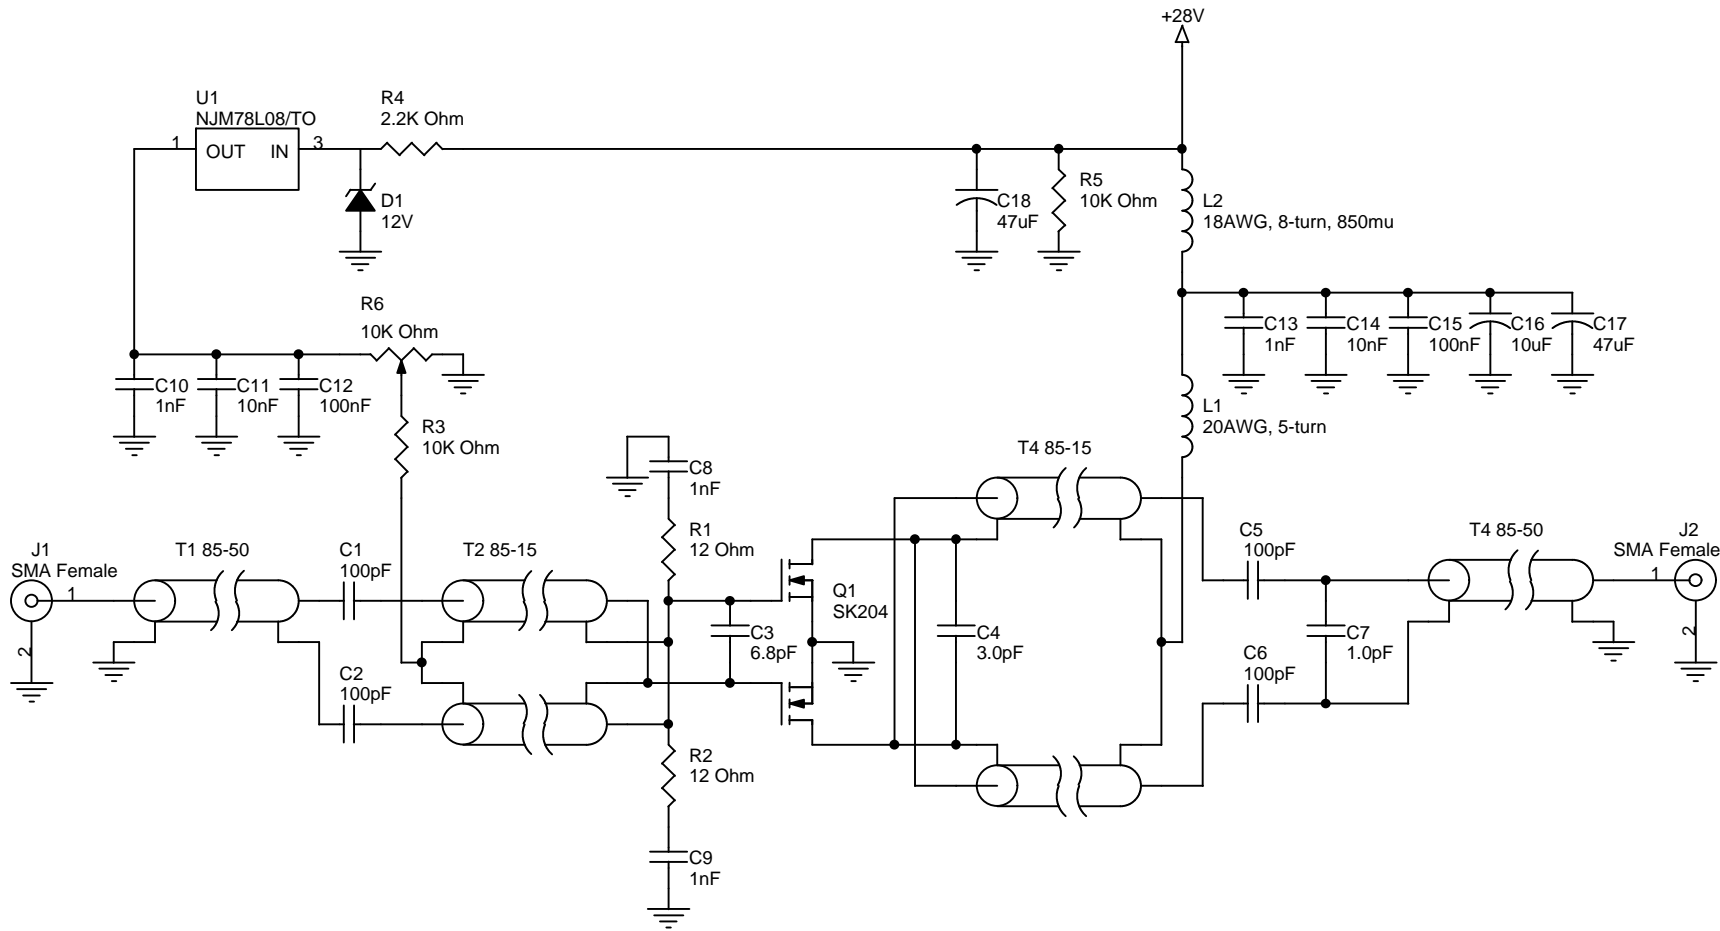 +28V
U1
NJM78L08/TO
1
OUT
IN
3
R4
2.2K Ohm
D1
12V
C18
47uF
R5
10K Ohm
L2
18AWG, 8-turn, 850mu
R6
10K Ohm
C10
1nF
C11
10nF
C12
100nF
C13
1nF
C14
10nF
C15
100nF
C16
10uF
C17
47uF
R3
10K Ohm
L1
20AWG, 5-turn
C8
1nF
T4 85-15
R1
12 Ohm
J1
SMA Female
1
2
T1 85-50
C1
100pF
T2 85-15
C2
100pF
C3
6.8pF
Q1
SK204
C4
3.0pF
C5
100pF
C6
100pF
C7
1.0pF
T4 85-50
J2
SMA Female
1
2
R2
12 Ohm
C9
1nF